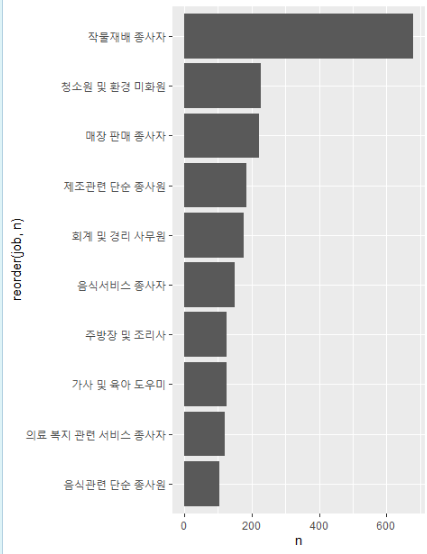 작물재배 종사자
청소원 및 환경 미화원
매장 판매 종사자
제조관련 단순 종사원
회계 및 경리 사무원
음식서비스 종사자
주방장 및 조리사
가사 및 육아 도우미
의료 복지 관련 서비스 종사자
음식관련 단순 종사원
reorder(job, n)
0 200 400 600
n